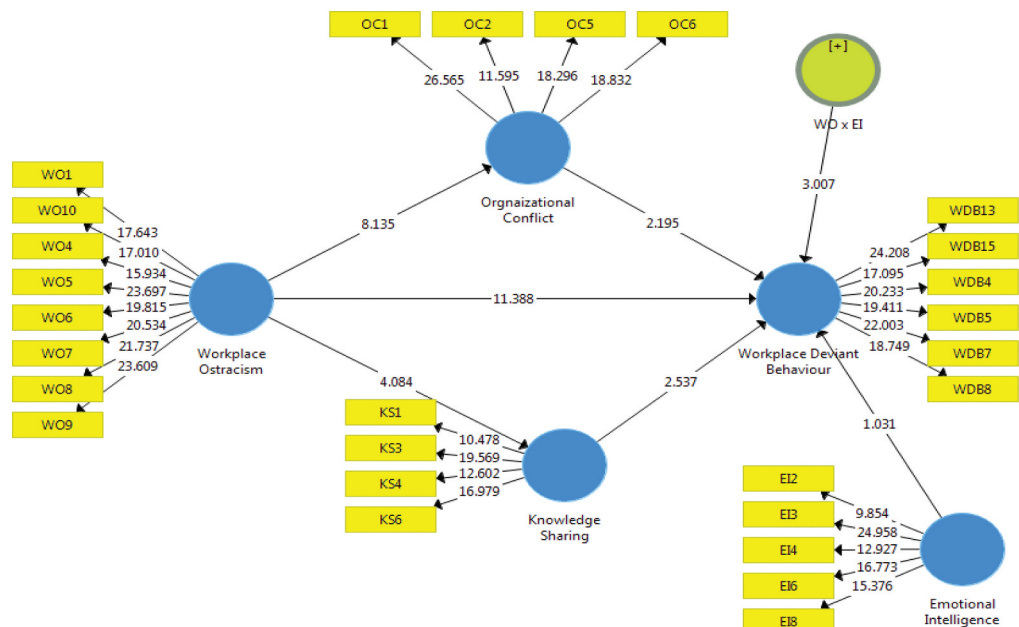 OC1
OC2
OC5
OC6
26.565
11.595
18.296
18.832
[+]
WO x EI
Orgnaizational
Conflict
WO1
WO10
WO4
WO5
WO6
WO7
WO8
WO9
17.643
17.010
15.934
23.697
19.815
20.534
21.737
23.609
Workplace
Ostracism
8.135
2.195
3.007
11.388
4.084
2.537
1.031
Workplace Deviant
Behaviour
24.208
17.095
20.233
19.411
22.003
18.749
WDB13
WDB15
WDB4
WDB5
WDB7
WDB8
KS1
KS3
KS4
KS6
10.478
19.569
12.602
16.979
Knowledge
Sharing
EI2
EI3
EI4
EI6
EI8
9.854
24.958
12.927
16.773
15.376
Emotional
Intelligence